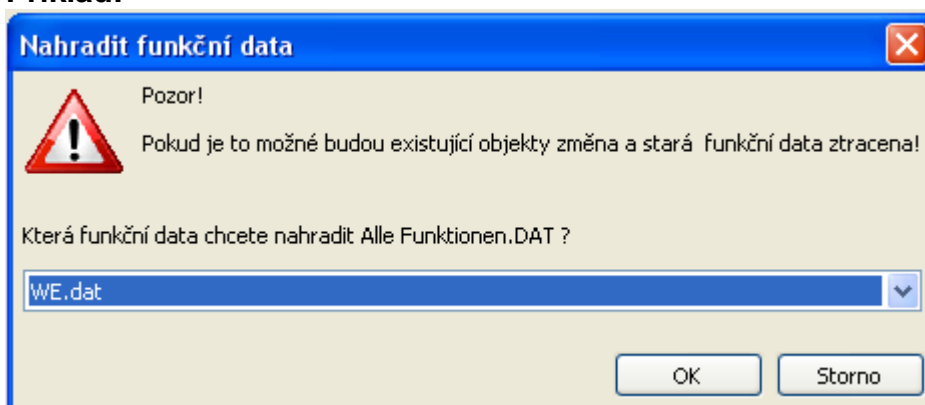 Nahradit funkční data
Pozor!
Pokud je to možné budou existující objekty změna a stará funkční data ztracena!
Která funkční data chcete nahradit Alle Funktionen.DAT ?
WE.dat
OK
Storno